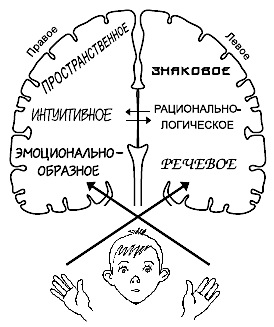 Правое
ПРОСТРАНСТВЕННОЕ
ИНТУИТИВНОЕ
ЭМОЦИОНАЛЬНО-
ОБРАЗНОЕ
Левое
ЗНАКОВОЕ
РАЦИОНАЛЬНО-
ЛОГИЧЕСКОЕ
РЕЧЕВОЕ